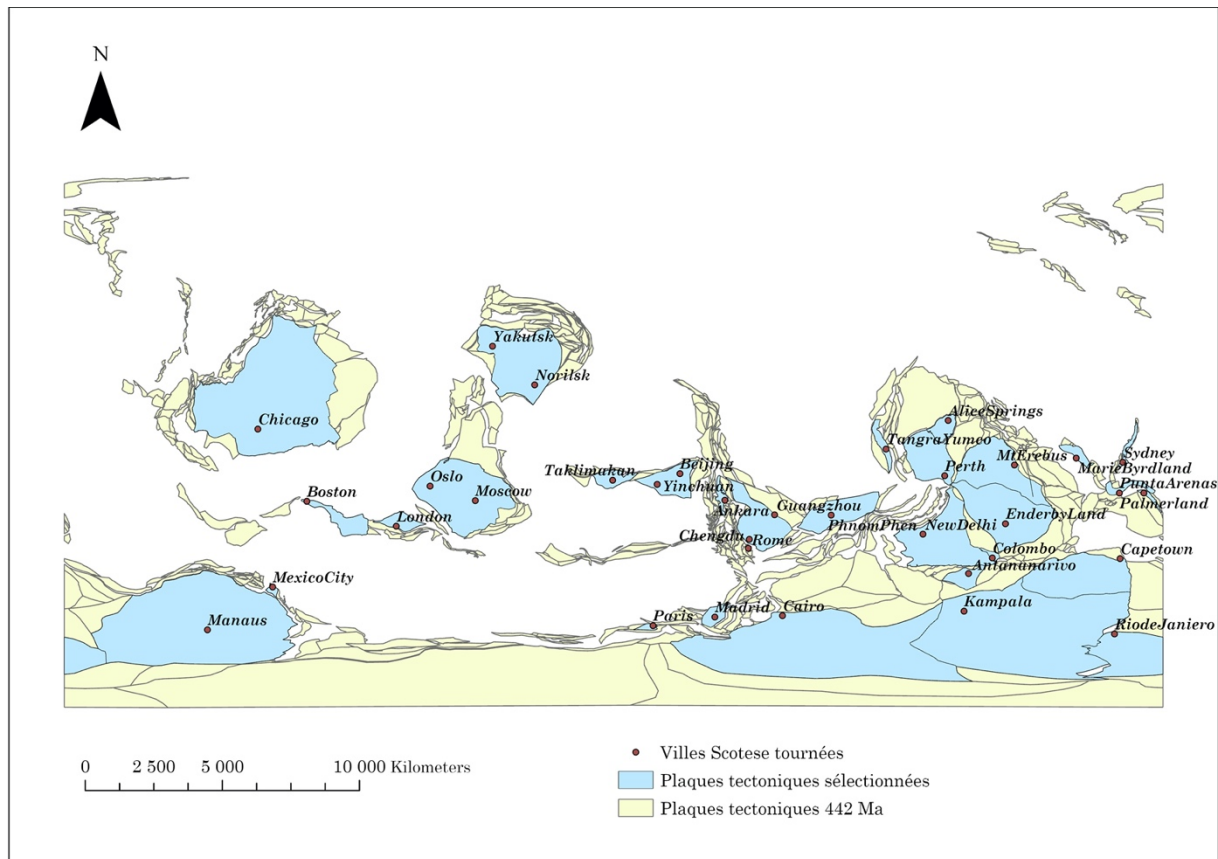 N
Yakutsk
Norilsk
Chicago
AliceSprings
TangraYumco
MtErebus
Sydney
MarieByrdland
Perth
PuntaArenas
Palmerland
Taklimakan
Beijing
Yinchuan
Oslo
Moscow
Boston
London
Ankara
Guangzhou
PhnomPhen
NewDelhi
EnderbyLand
Chengdu
Rome
Colombo
Capetown
Antananarivo
MexicoCity
Manaus
Paris
Madrid
Cairo
Kampala
RiodeJaniero
0 2 500 5 000 10 000 Kilometers
Villes Scotese tournées
Plaques tectoniques sélectionnées
Plaques tectoniques 442 Ma